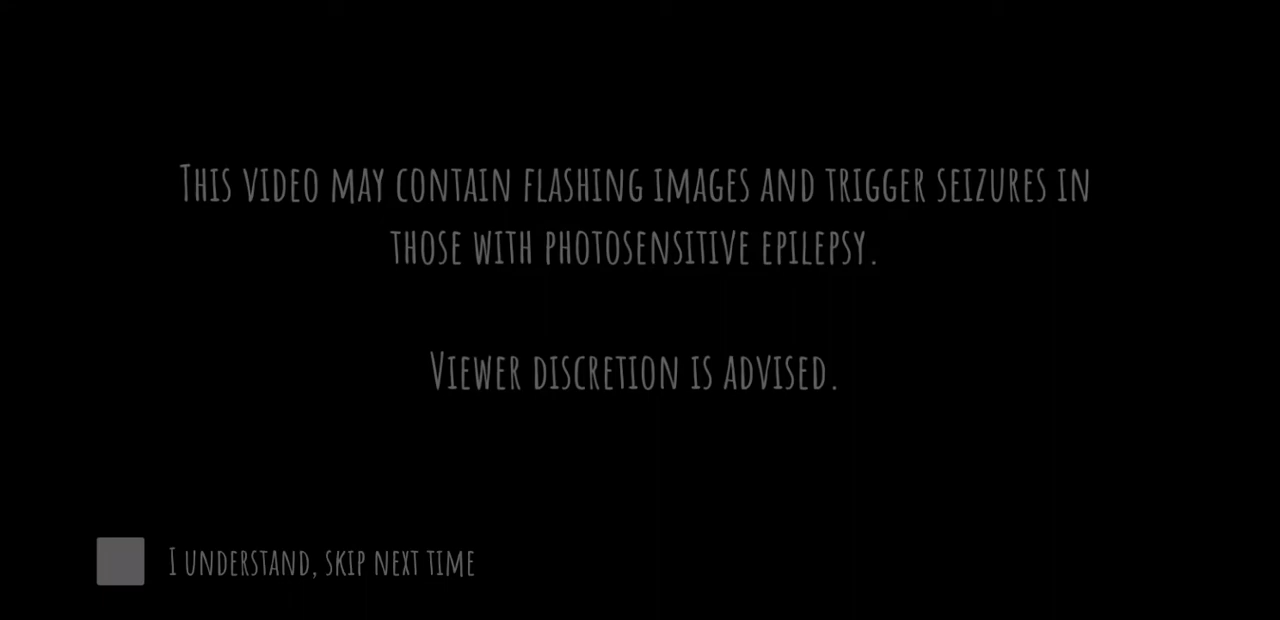 This video may contain flashing images and trigger seizures in
those with photosensitive epilepsy.
Viewer discretion is advised.
I understand, skip next time